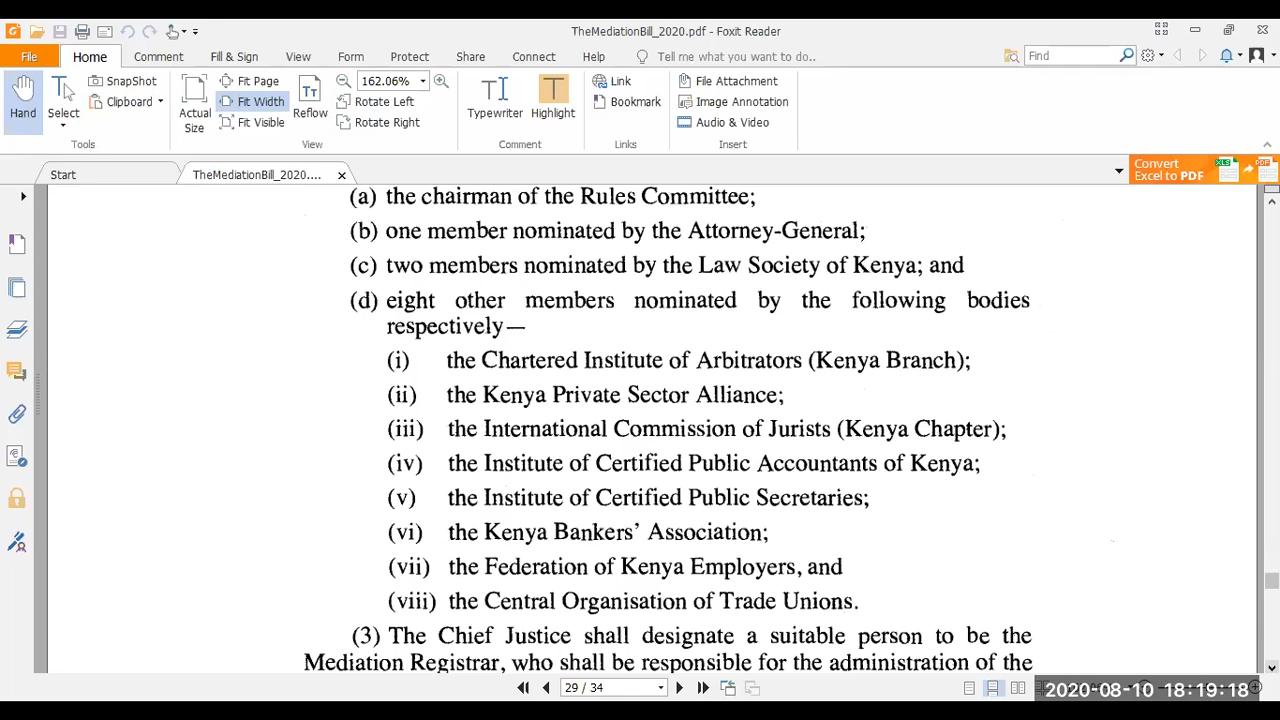 TheMediationBill_2020.pdf - Foxit Reader
File Home Comment Fill & Sign View Form Protect Share Connect Help Tell me what you want to do.. Find
Hand
Select
SnapShot
Clipboard
Tools
Actual Size
Fit Page
Fit Width
Fit Visible
Reflow
162.06%
Rotate Left
Rotate Right
View
Typewriter
Highlight
Comment
Link
Bookmark
Links
File Attachment
Image Annotation
Audio & Video
Insert
Start TheMediationBill_2020....
Convert
Excel to PDF
XLS PDF
(a) the chairman of the Rules Committee;
(b) one member nominated by the Attorney-General;
(c) two members nominated by the Law Society of Kenya; and
(d) eight other members nominated by the following bodies
respectively—
(i) the Chartered Institute of Arbitrators (Kenya Branch);
(ii) the Kenya Private Sector Alliance;
(iii) the International Commission of Jurists (Kenya Chapter);
(iv) the Institute of Certified Public Accountants of Kenya;
(v) the Institute of Certified Public Secretaries;
(vi) the Kenya Bankers' Association;
(vii) the Federation of Kenya Employers, and
(viii) the Central Organisation of Trade Unions.
(3) The Chief Justice shall designate a suitable person to be the
Mediation Registrar, who shall be responsible for the administration of the
29 / 34
2020-08-10 18:19:18